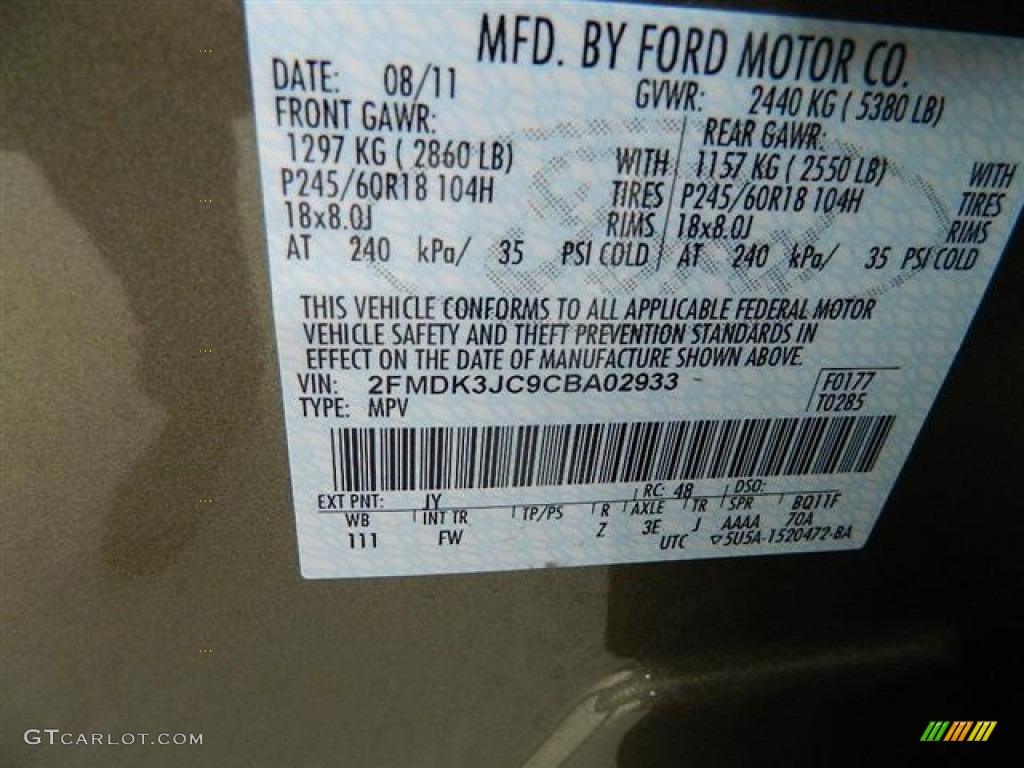 MFD. BY FORD MOTOR CO.
DATE: 08/11 GVWR: 2440 KG ( 5380 LB)
FRONT GAWR: REAR GAWR:
1297 KG ( 2860 LB) WITH 1157 KG ( 2550 LB) WITH
P245/60R18 104H TIRES P245/60R18 104H TIRES
18x8.0J RIMS 18x8.0J RIMS
AT 240 kPa/ 35 PSI COLD AT 240 kPa/ 35 PSI COLD
THIS VEHICLE CONFORMS TO ALL APPLICABLE FEDERAL MOTOR
VEHICLE SAFETY AND THEFT PREVENTION STANDARDS IN
EFFECT ON THE DATE OF MANUFACTURE SHOWN ABOVE.
VIN: 2FMDK3JC9CBA02933 F0177
TYPE: MPV T0285
EXT PNT: JY RC: 48 DSO:
WB INT TR TP/PS R AXLE TR SPR BQ11F
111 FW Z 3E J AAAA 70A
UTC ▽5U5A-1520472-BA
GTCARLOT.COM